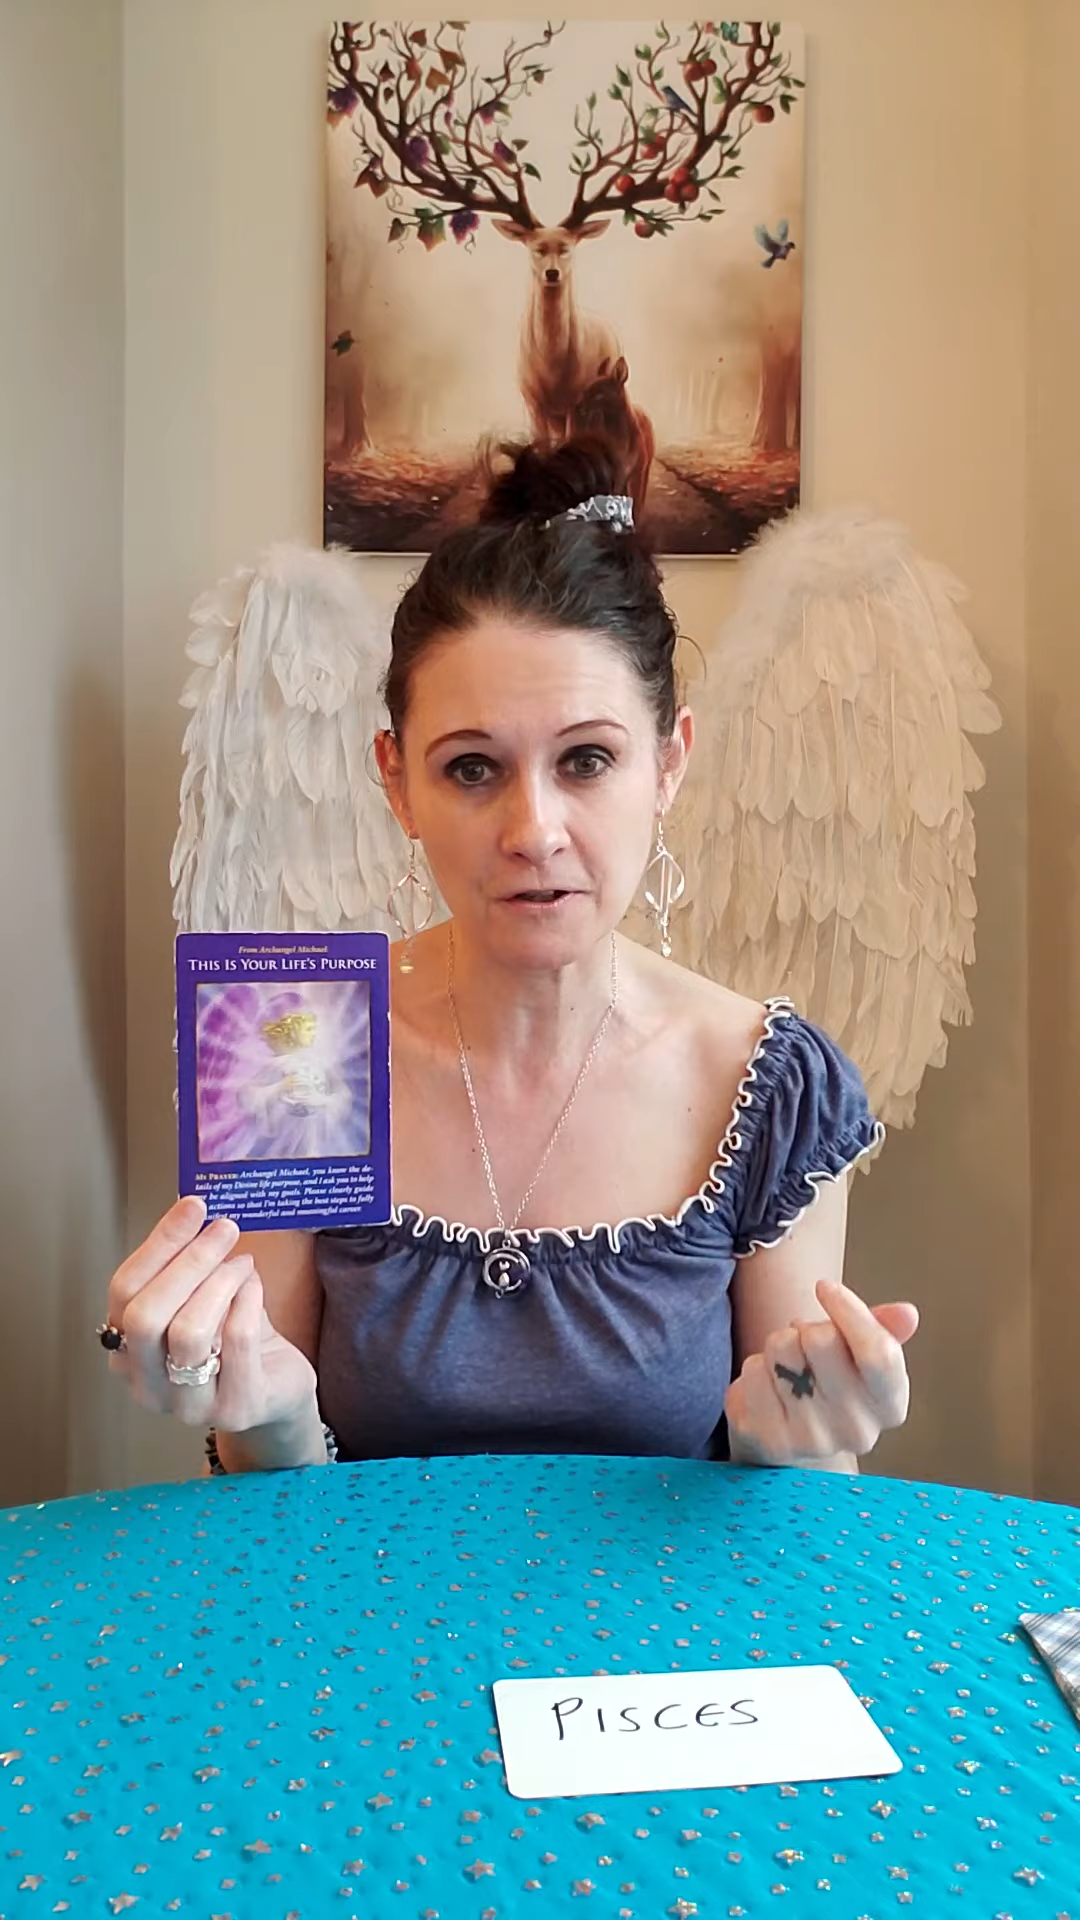 From Archangel Michael
THIS IS YOUR LIFE'S PURPOSE
MY PRAYER: Archangel Michael, you know the de-
tails of my Divine life purpose, and I ask you to help
be aligned with my goals. Please clearly guide
actions so that I'm taking the best steps to fully
my wonderful and meaningful career.
PISCES